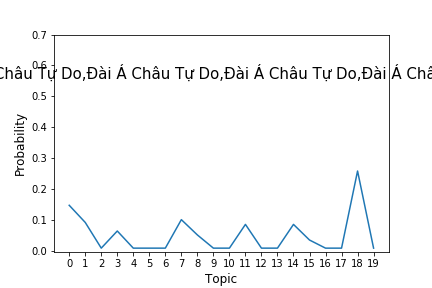 0.7
Châu Tự Do,Đài Á Châu Tự Do,Đài Á Châu Tự Do,Đài Á Châ
0.6
0.5
0.4
0.3
0.2
0.1
0.0
Probability
0 1 2 3 4 5 6 7 8 9 10 11 12 13 14 15 16 17 18 19
Topic